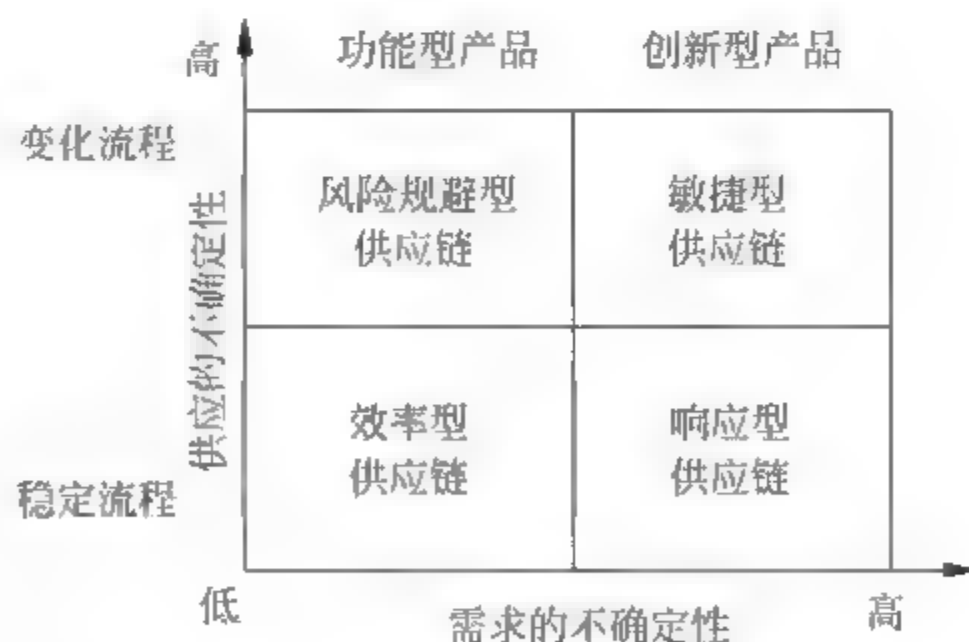 高
功能型产品 创新型产品
变化流程
风险规避型
供应链
敏捷型
供应链
供应的不确定性
效率型
供应链
响应型
供应链
稳定流程
低
需求的不确定性
高